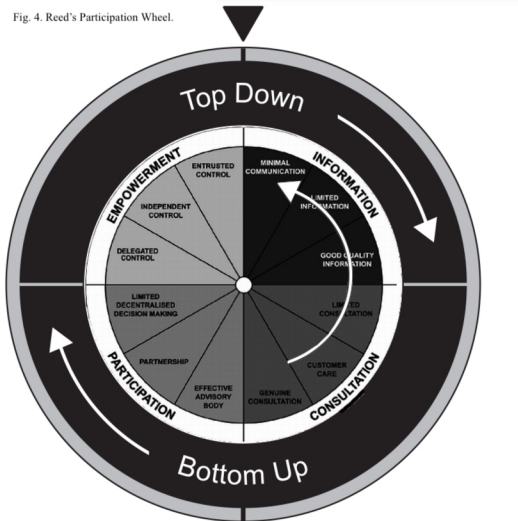 Fig. 4. Reed's Participation Wheel.
Top Down
EMPOWERMENT
INFORMATION
ENTRUSTED
CONTROL
MINIMAL
COMMUNICATION
INDEPENDENT
CONTROL
LIMITED
INFORMATION
DELEGATED
CONTROL
GOOD QUALITY
INFORMATION
LIMITED
DECENTRALISED
DECISION MAKING
LIMITED
CONSULTATION
PARTNERSHIP
CUSTOMER
CARE
EFFECTIVE
ADVISORY
BODY
GENUINE
CONSULTATION
PARTICIPATION
CONSULTATION
Bottom Up